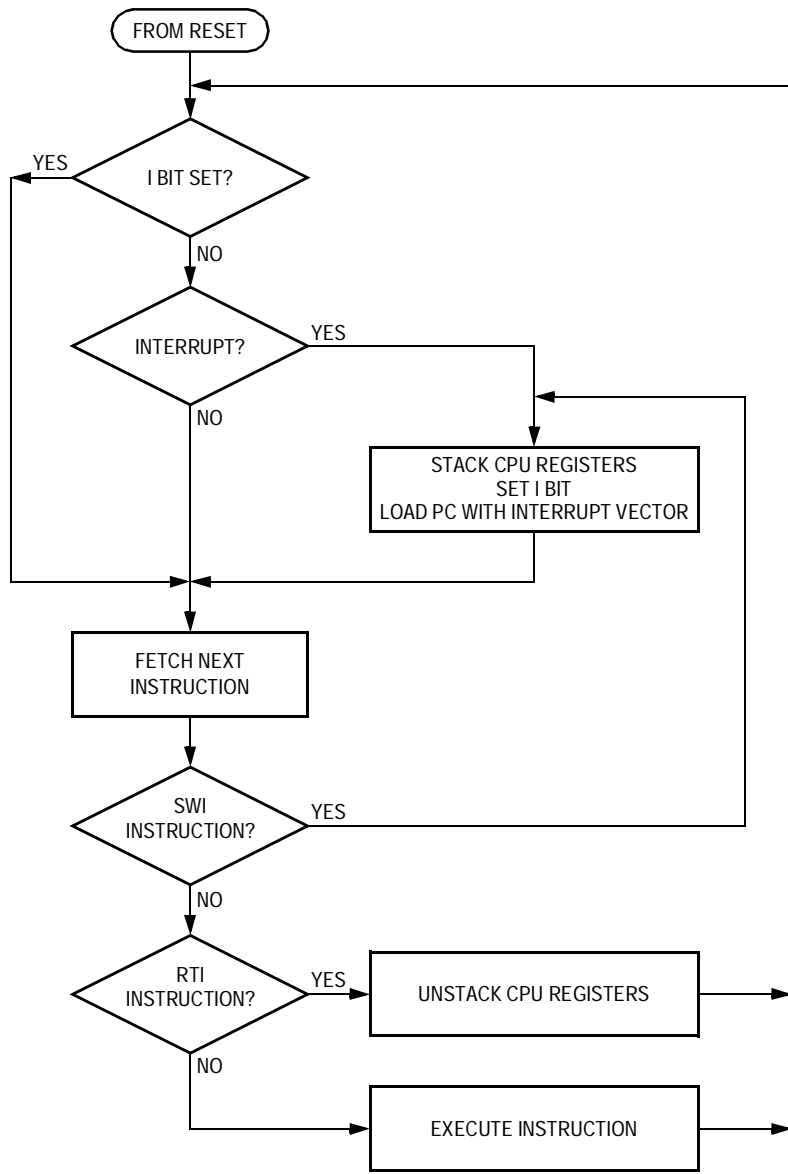 FROM RESET
YES
I BIT SET?
NO
INTERRUPT?
YES
NO
STACK CPU REGISTERS
SET I BIT
LOAD PC WITH INTERRUPT VECTOR
FETCH NEXT
INSTRUCTION
SWI
INSTRUCTION?
YES
NO
RTI
INSTRUCTION?
YES
UNSTACK CPU REGISTERS
NO
EXECUTE INSTRUCTION